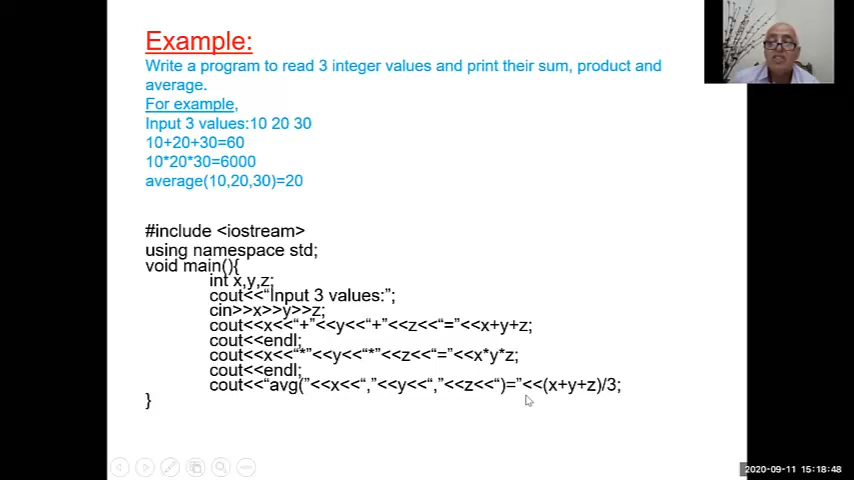 Example:
Write a program to read 3 integer values and print their sum, product and
average.
For example,
Input 3 values:10 20 30
10+20+30=60
10*20*30=6000
average(10,20,30)=20
#include <iostream>
using namespace std;
void main(){
int x,y,z;
cout<<“Input 3 values:”;
cin>>x>>y>>z;
cout<<x<<“+”<<y<<“+”<<z<<“=”<<x+y+z;
cout<<endl;
cout<<x<<“*”<<y<<“*”<<z<<“=”<<x*y*z;
cout<<endl;
cout<<“avg(”<<x<<“,”<<y<<“,”<<z<<“)=”<<(x+y+z)/3;
}
2020-09-11 15:18:48